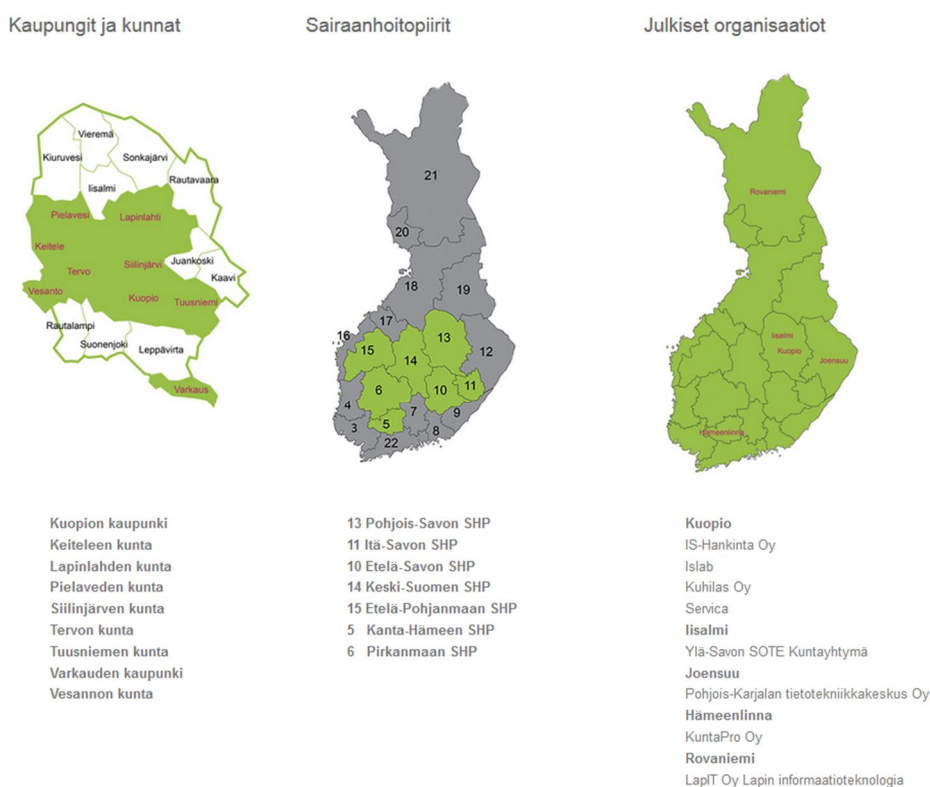 Kaupungit ja kunnat
Vieremä
Kiuruvesi
Sonkajärvi
Iisalmi
Rautavaara
Pielavesi
Lapinlahti
Keitele
Tervo
Siilinjärvi
Juankoski
Kaavi
Vesanto
Kuopio
Tuusniemi
Rautalampi
Suonenjoki
Leppävirta
Varkaus
Kuopion kaupunki
Keiteleen kunta
Lapinlahden kunta
Pielaveden kunta
Siilinjärven kunta
Tervon kunta
Tuusniemen kunta
Varkauden kaupunki
Vesannon kunta
Sairaanhoitopiirit
21
20
18
19
17
16
15
14
13
12
6
10
11
4
7
9
3
5
8
22
13 Pohjois-Savon SHP
11 Itä-Savon SHP
10 Etelä-Savon SHP
14 Keski-Suomen SHP
15 Etelä-Pohjanmaan SHP
5 Kanta-Hämeen SHP
6 Pirkanmaan SHP
Julkiset organisaatiot
Rovaniemi
Iisalmi
Kuopio
Joensuu
Hämeenlinna
Kuopio
IS-Hankinta Oy
Islab
Kuhilas Oy
Servica
Iisalmi
Ylä-Savon SOTE Kuntayhtymä
Joensuu
Pohjois-Karjalan tietotekniikkakeskus Oy
Hämeenlinna
KuntaPro Oy
Rovaniemi
LapIT Oy Lapin informaatioteknologia